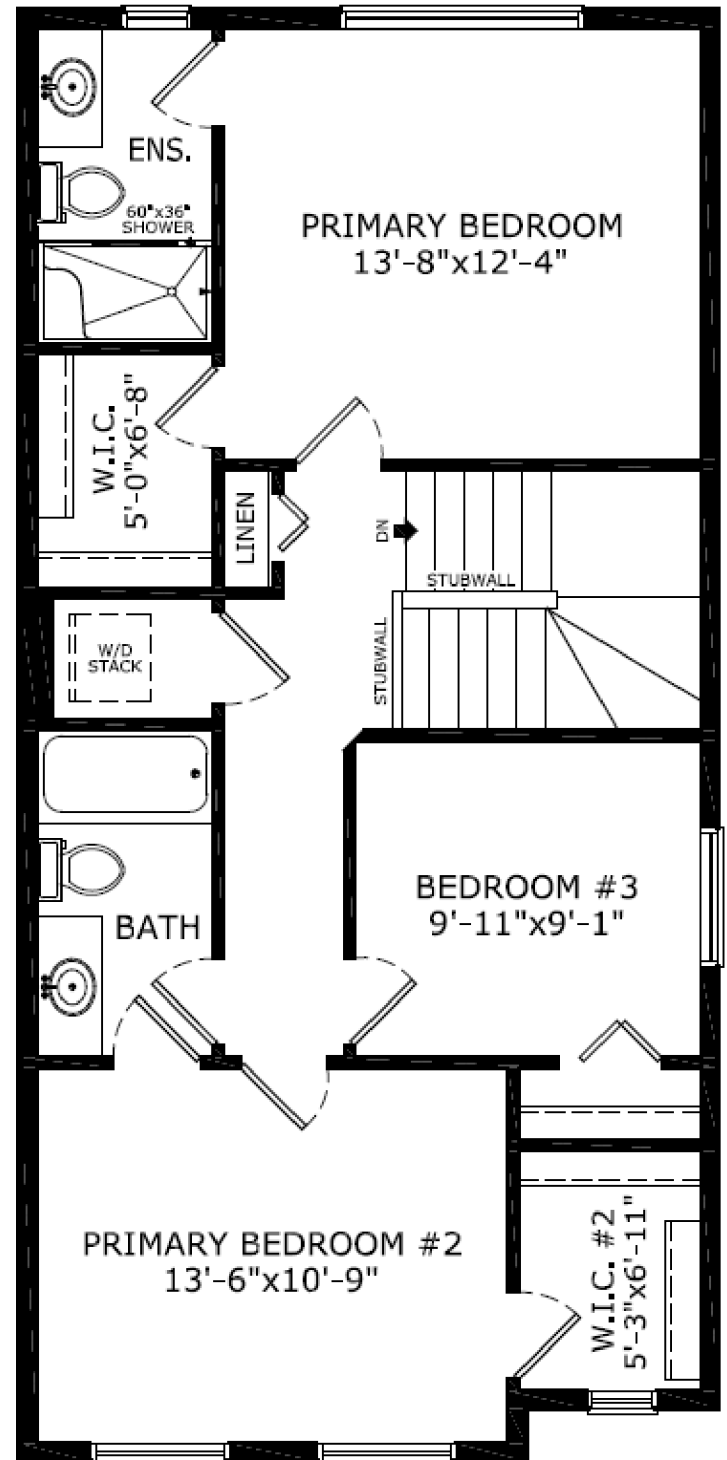 ENS.
60"x36"
SHOWER
PRIMARY BEDROOM
13'-8"x12'-4"
W.I.C.
5'-0"x6'-8"
LINEN
DN
STUBWALL
STUBWALL
W/D
STACK
BATH
BEDROOM #3
9'-11"x9'-1"
PRIMARY BEDROOM #2
13'-6"x10'-9"
W.I.C. #2
5'-3"x6'-11"